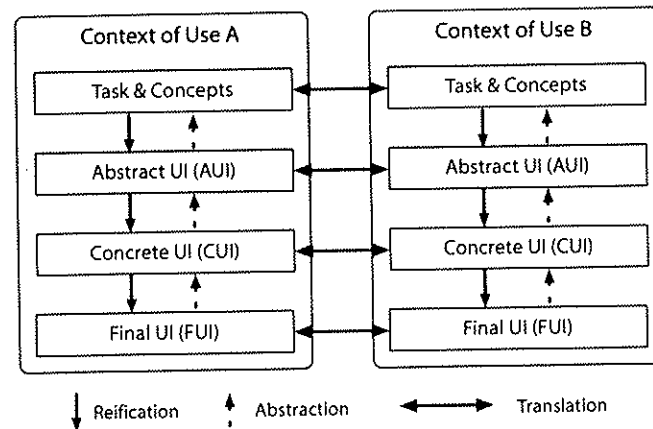 Context of Use A
Task & Concepts
Abstract UI (AUI)
Concrete UI (CUI)
Final UI (FUI)
Context of Use B
Task & Concepts
Abstract UI (AUI)
Concrete UI (CUI)
Final UI (FUI)
Reification
Abstraction
Translation